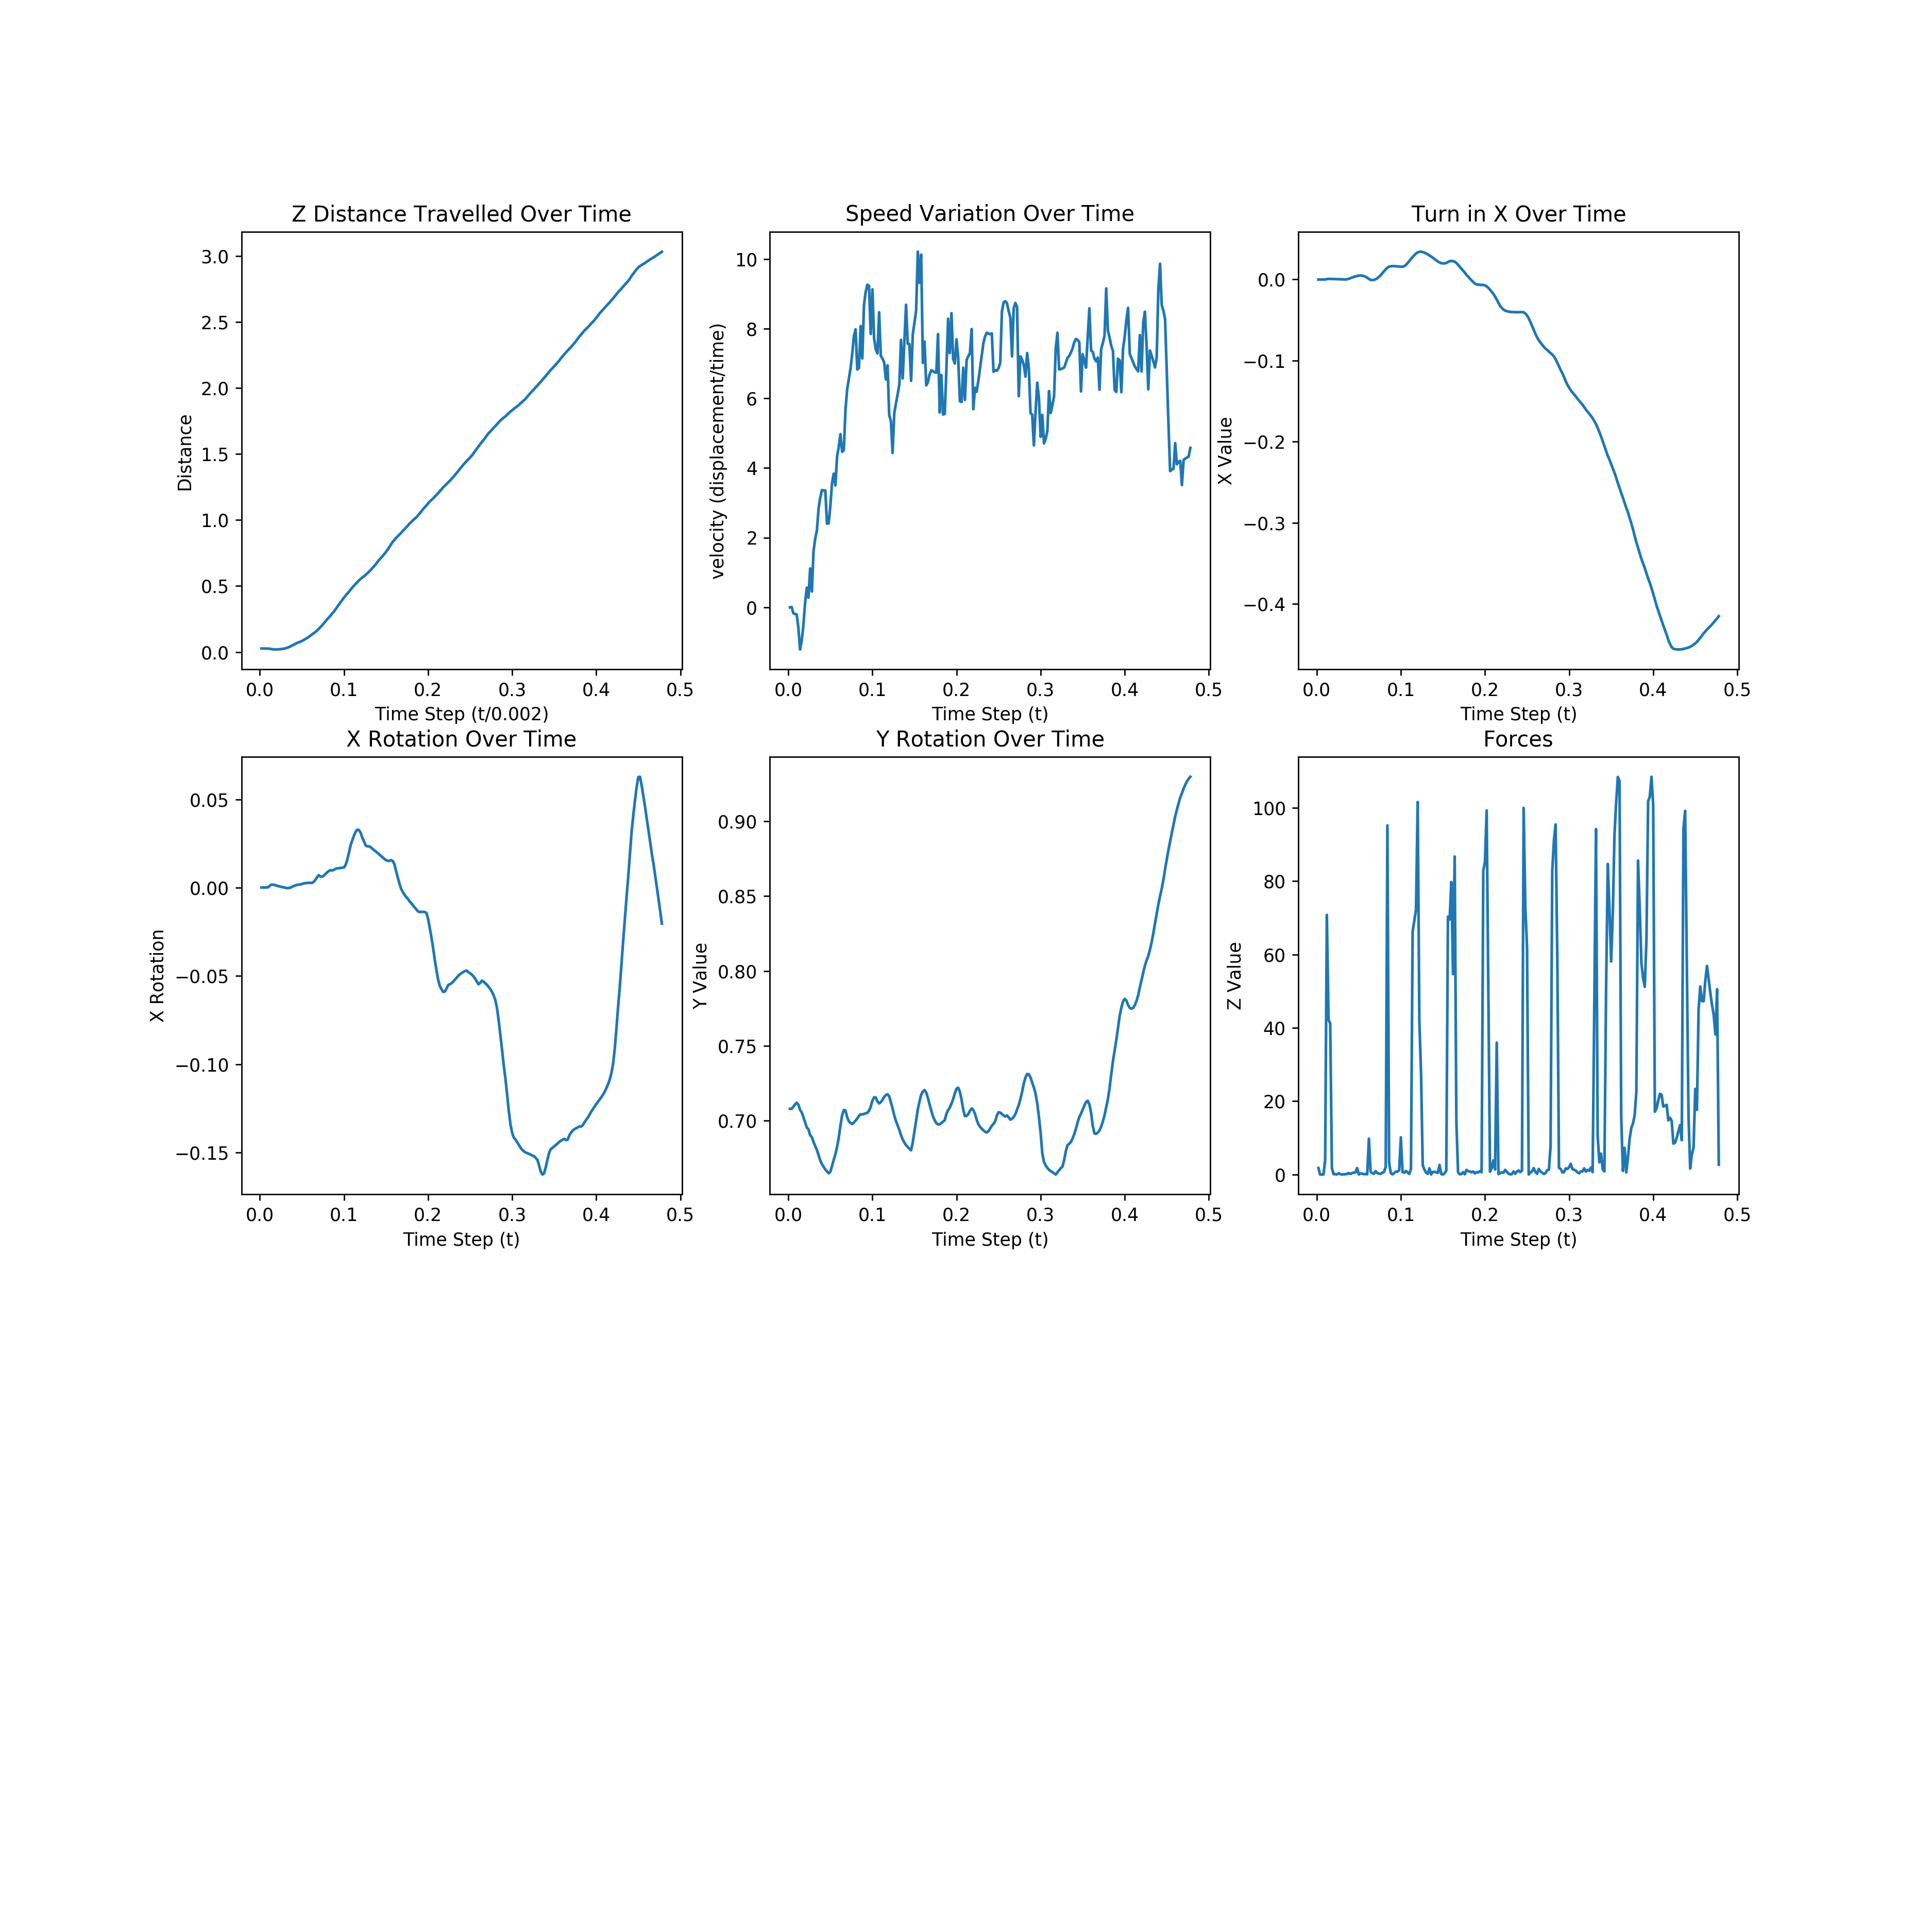 Z Distance Travelled Over Time
Distance
3.0
2.5
2.0
1.5
1.0
0.5
0.0
0.0 0.1 0.2 0.3 0.4 0.5
Time Step (t/0.002)
Speed Variation Over Time
velocity (displacement/time)
10
8
6
4
2
0
0.0 0.1 0.2 0.3 0.4 0.5
Time Step (t)
Turn in X Over Time
X Value
0.0
−0.1
−0.2
−0.3
−0.4
0.0 0.1 0.2 0.3 0.4 0.5
Time Step (t)
X Rotation Over Time
X Rotation
0.05
0.00
−0.05
−0.10
−0.15
0.0 0.1 0.2 0.3 0.4 0.5
Time Step (t)
Y Rotation Over Time
Y Value
0.90
0.85
0.80
0.75
0.70
0.0 0.1 0.2 0.3 0.4 0.5
Time Step (t)
Forces
Z Value
100
80
60
40
20
0
0.0 0.1 0.2 0.3 0.4 0.5
Time Step (t)